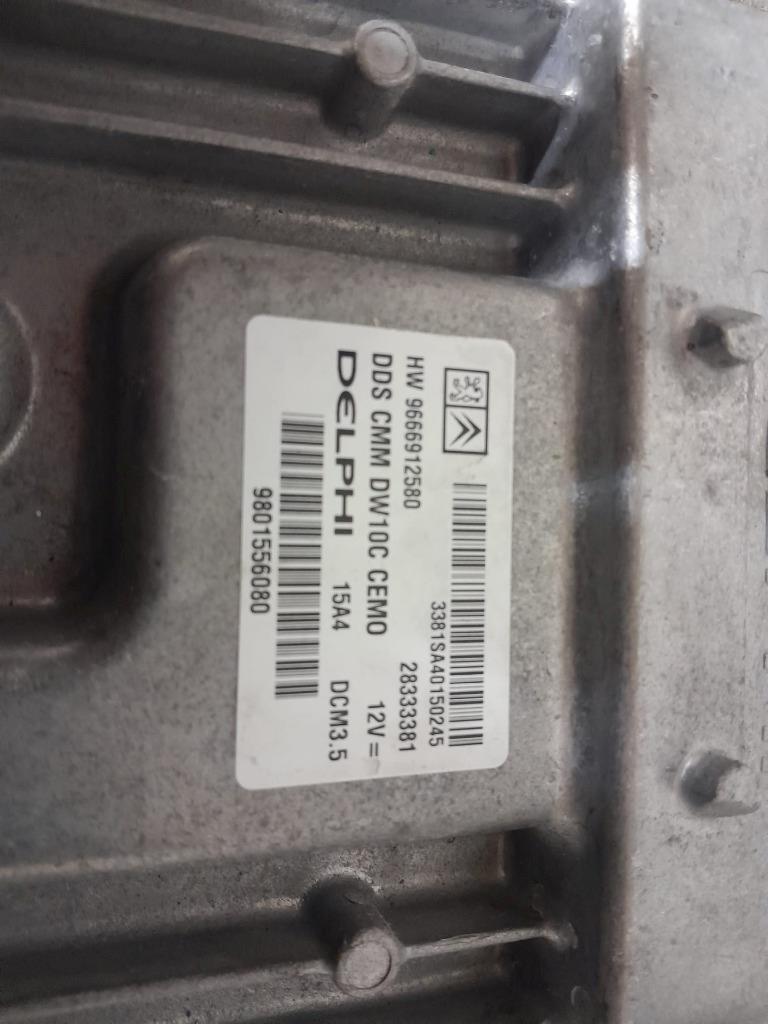 3381SA40150245
HW 9666912580 28333381
DDS CMM DW10C CEMO 12V =
DELPHI 15A4 DCM3.5
9801556080